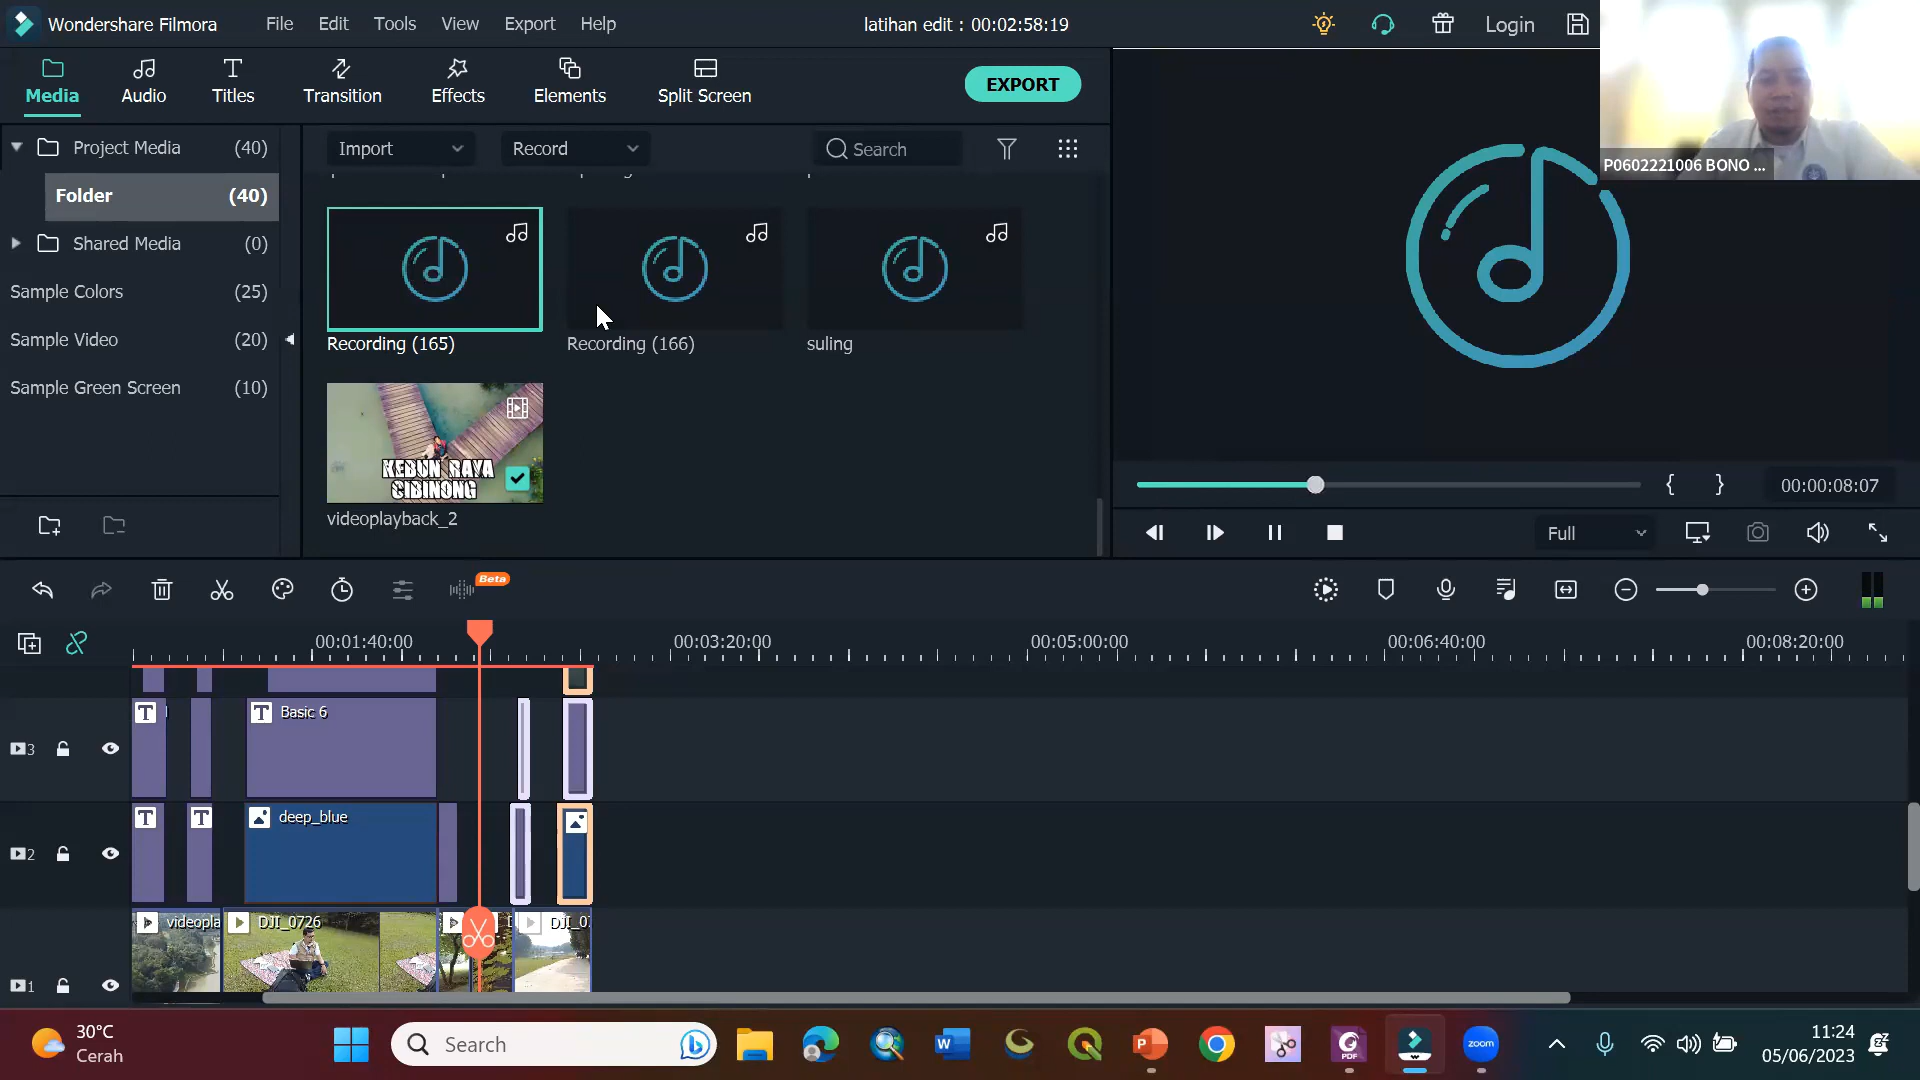 Wondershare Filmora File Edit Tools View Export Help latihan edit : 00:02:58:19 Login
Media Audio Titles Transition Effects Elements Split Screen EXPORT
P0602221006 BONO ...
Project Media (40)
Folder (40)
Shared Media (0)
Sample Colors (25)
Sample Video (20)
Sample Green Screen (10)
Import Record Search
Recording (165) Recording (166) suling
KEBUN RAYA
CIBINONG
videoplayback_2
{ } 00:00:08:07
Full
Beta
00:01:40:00 00:03:20:00 00:05:00:00 00:06:40:00 00:08:20:00
T T Basic 6
3
T T deep_blue
2
videopla DJI_0726
1
30°C
Cerah
Search
zoom
PDF
11:24
05/06/2023